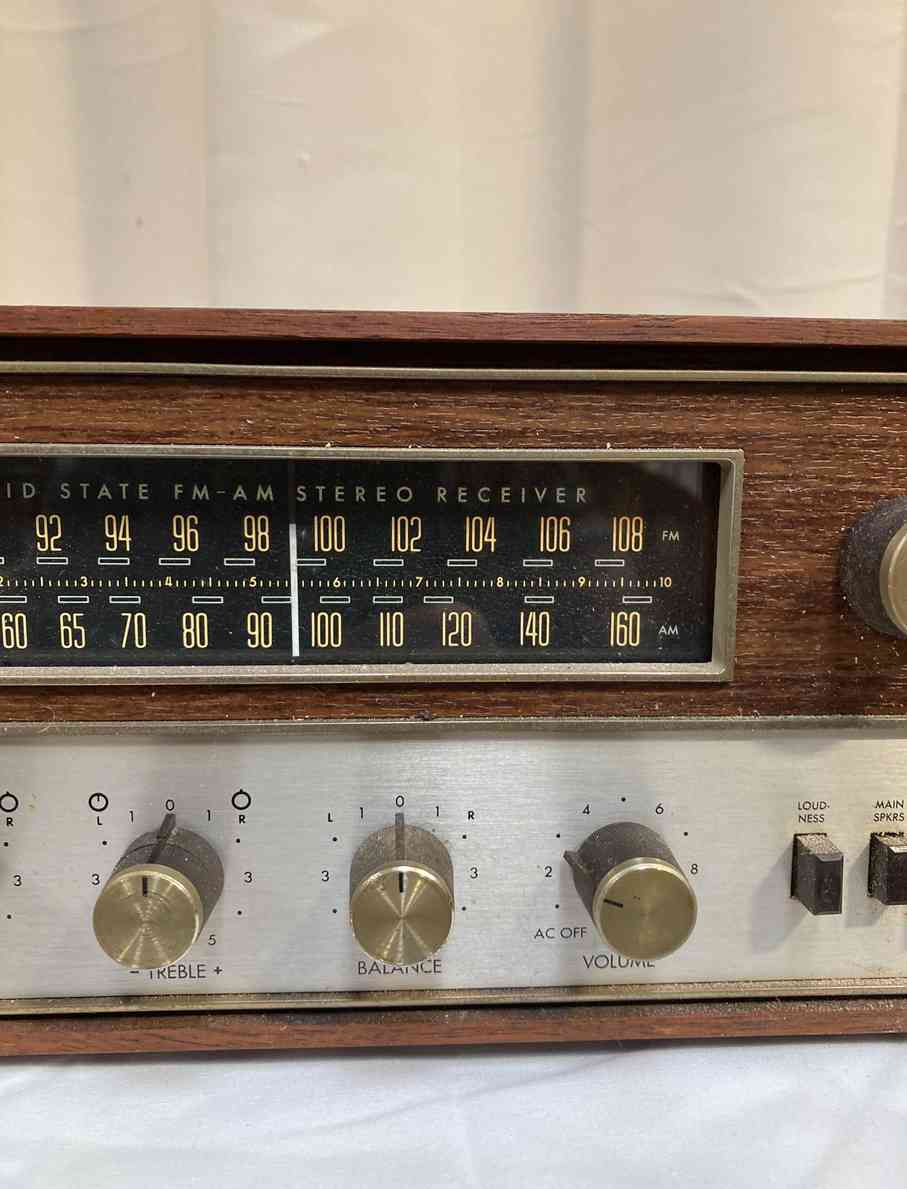 ID STATE FM-AM STEREO RECEIVER
92 94 96 98 100 102 104 106 108 FM
2 3 4 5 6 7 8 9 10
60 65 70 80 90 100 110 120 140 160 AM
R L 1 0 1 R L 1 0 1 R 4 6 LOUD-NESS MAIN SPKRS
3 3 3 3 3 2 8
5 AC OFF
- TREBLE + BALANCE VOLUME